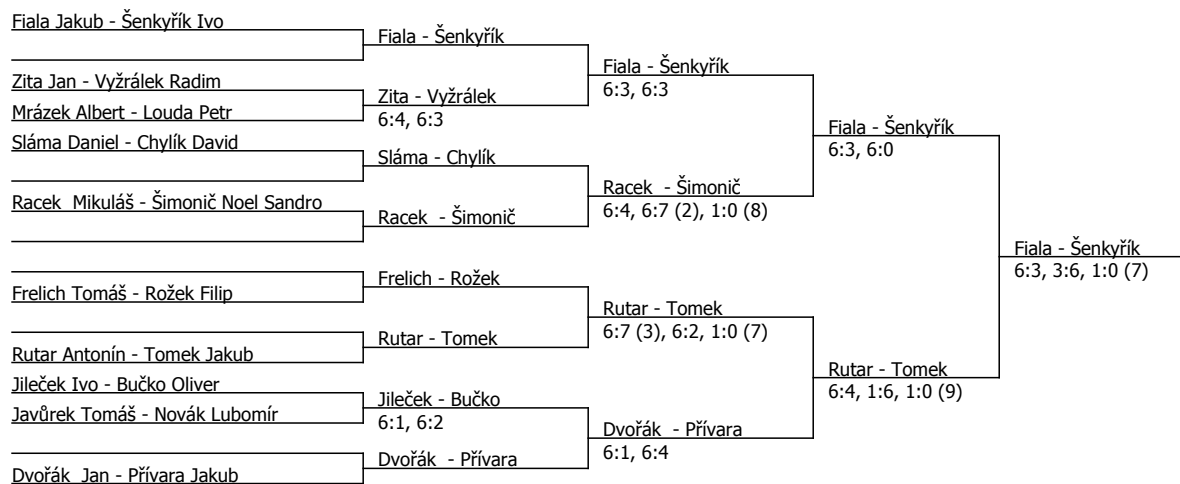 Fiala Jakub - Šenkyřík Ivo
Fiala - Šenkyřík
Fiala - Šenkyřík
6:3, 6:3
Zita Jan - Vyžrálek Radim
Zita - Vyžrálek
6:4, 6:3
Mrázek Albert - Louda Petr
Fiala - Šenkyřík
6:3, 6:0
Sláma Daniel - Chylík David
Sláma - Chylík
Racek  - Šimonič
6:4, 6:7 (2), 1:0 (8)
Racek  Mikuláš - Šimonič Noel Sandro
Racek  - Šimonič
Fiala - Šenkyřík
6:3, 3:6, 1:0 (7)
Frelich - Rožek
Frelich Tomáš - Rožek Filip
Rutar - Tomek
6:7 (3), 6:2, 1:0 (7)
Rutar - Tomek
Rutar Antonín - Tomek Jakub
Rutar - Tomek
6:4, 1:6, 1:0 (9)
Jileček Ivo - Bučko Oliver
Jileček - Bučko
6:1, 6:2
Javůrek Tomáš - Novák Lubomír
Dvořák  - Přívara
6:1, 6:4
Dvořák  - Přívara
Dvořák  Jan - Přívara Jakub